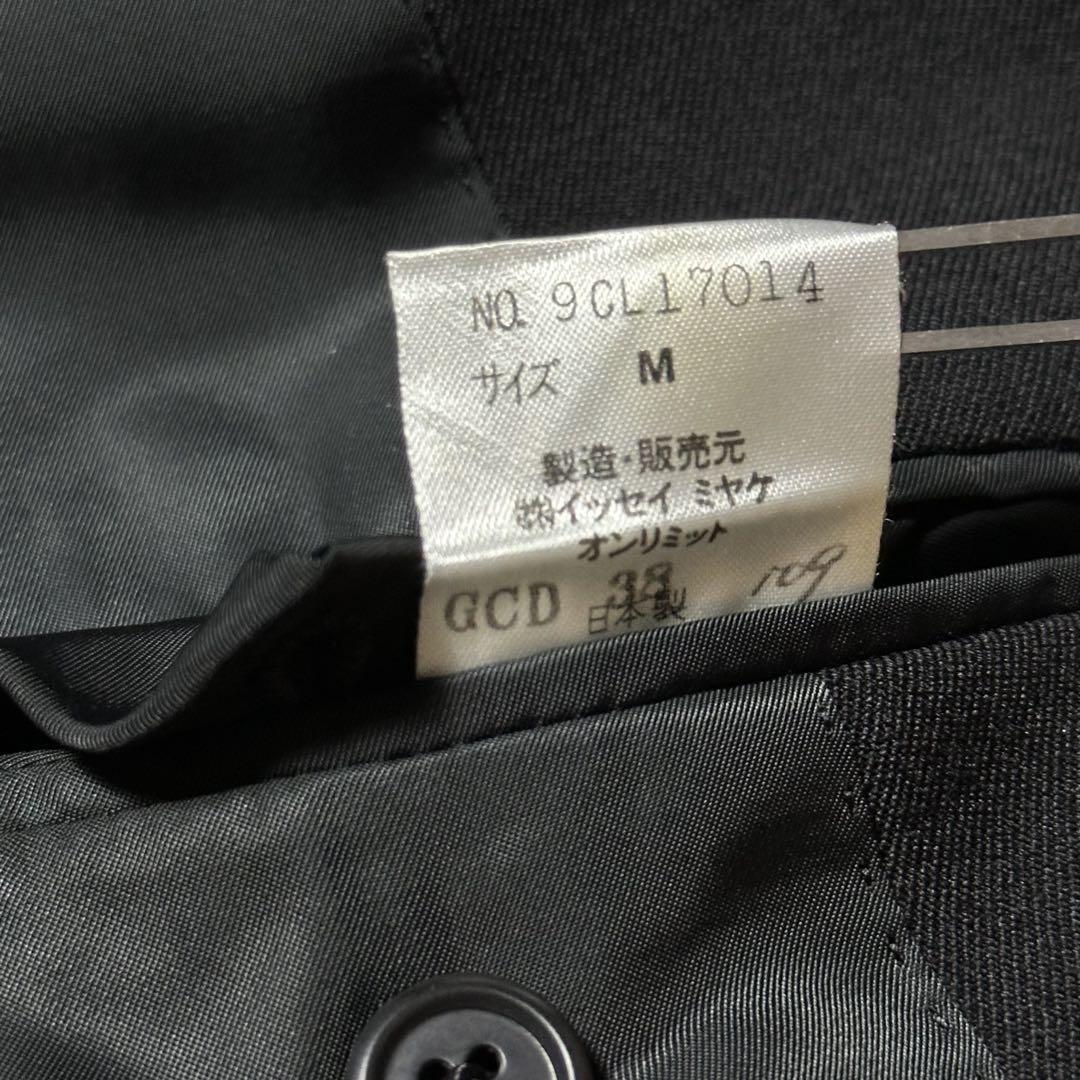 NO. 9CL17014
サイズ M
製造・販売元
㈱イッセイ ミヤケ
オンリミット
GCD 38 109
日本製